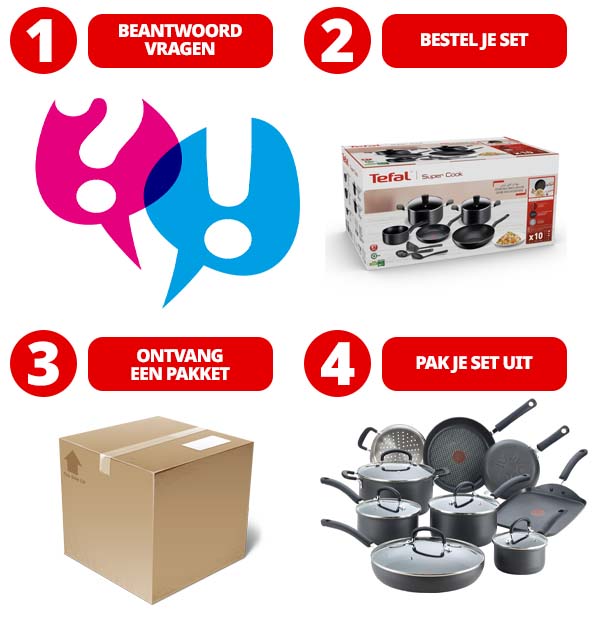 1
BEANTWOORD
VRAGEN
2
BESTEL JE SET
Tefal
Super Cook
x10
3
ONTVANG
EEN PAKKET
4
PAK JE SET UIT